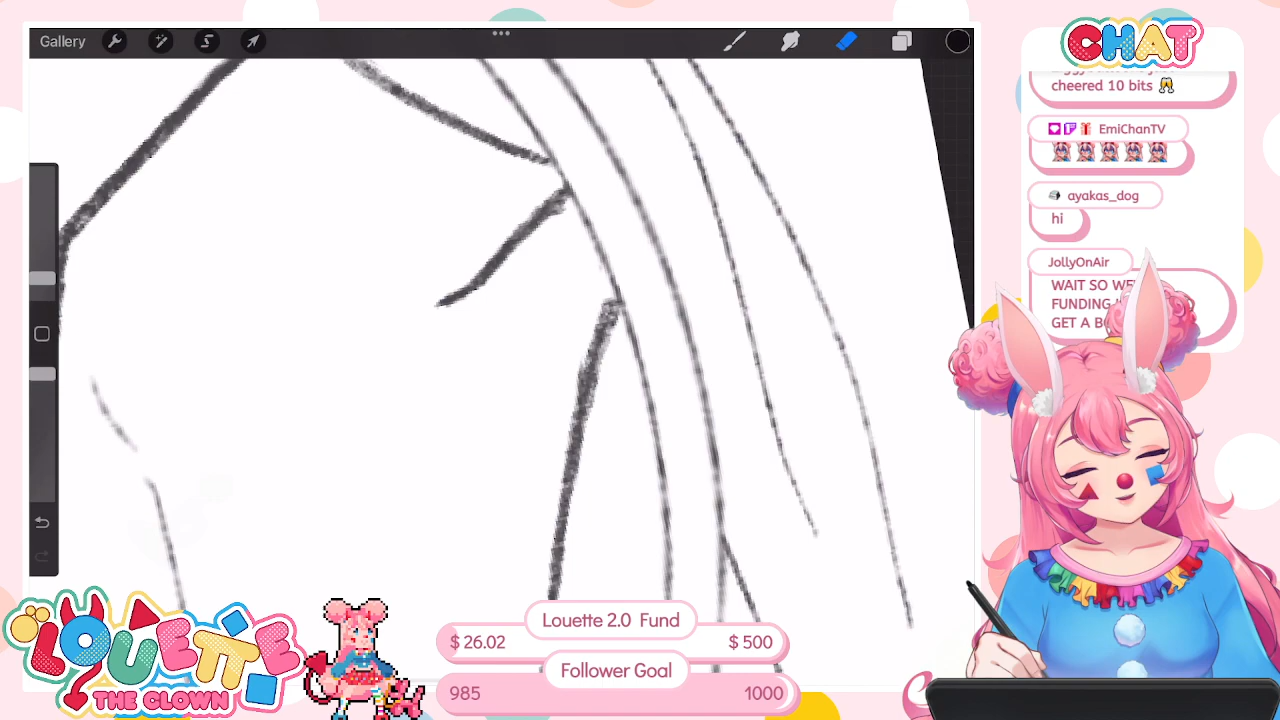 Gallery
CHAT
cheered 10 bits
EmiChanTV
ayakas_dog
hi
JollyOnAir
WAIT SO WE
FUNDING
GET A B
Louette 2.0 Fund
$ 26.02
$ 500
Follower Goal
985
1000
LOUETTE
THE CLOWN